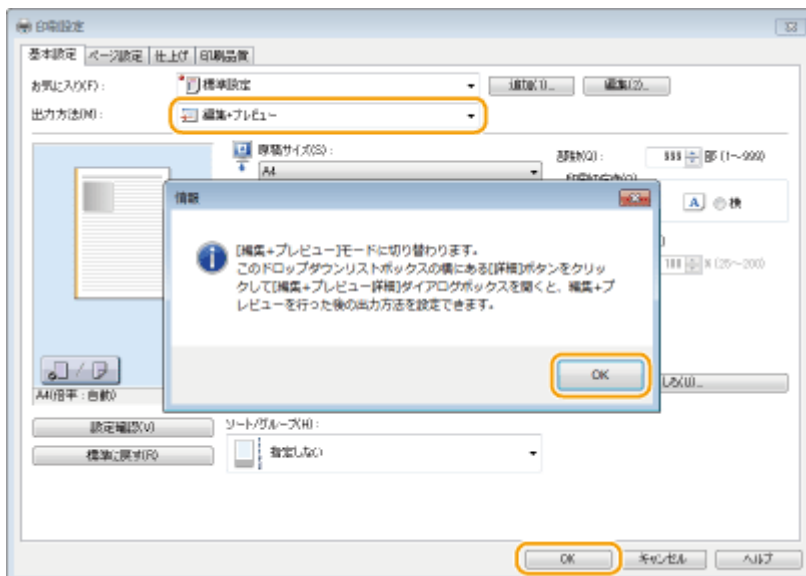 印刷設定
基本設定 ページ設定 仕上げ 印刷品質
お気に入り(F) : 標準設定 追加(1)... 編集(2)...
出力方法(M) : 編集+プレビュー
原稿サイズ(S) : 部数(Q) : 部 (1~999)
A4
横
% (25~200)
情報
[編集+プレビュー]モードに切り替わります。
このドロップダウンリストボックスの横にある[詳細]ボタンをクリッ
クして[編集+プレビュー詳細]ダイアログボックスを開くと、編集+プ
レビューを行った後の出力方法を設定できます。
OK
A4(倍率 : 自動)
設定確認(V) ソート/グループ(H) :
標準に戻す(R) 指定しない
OK キャンセル ヘルプ